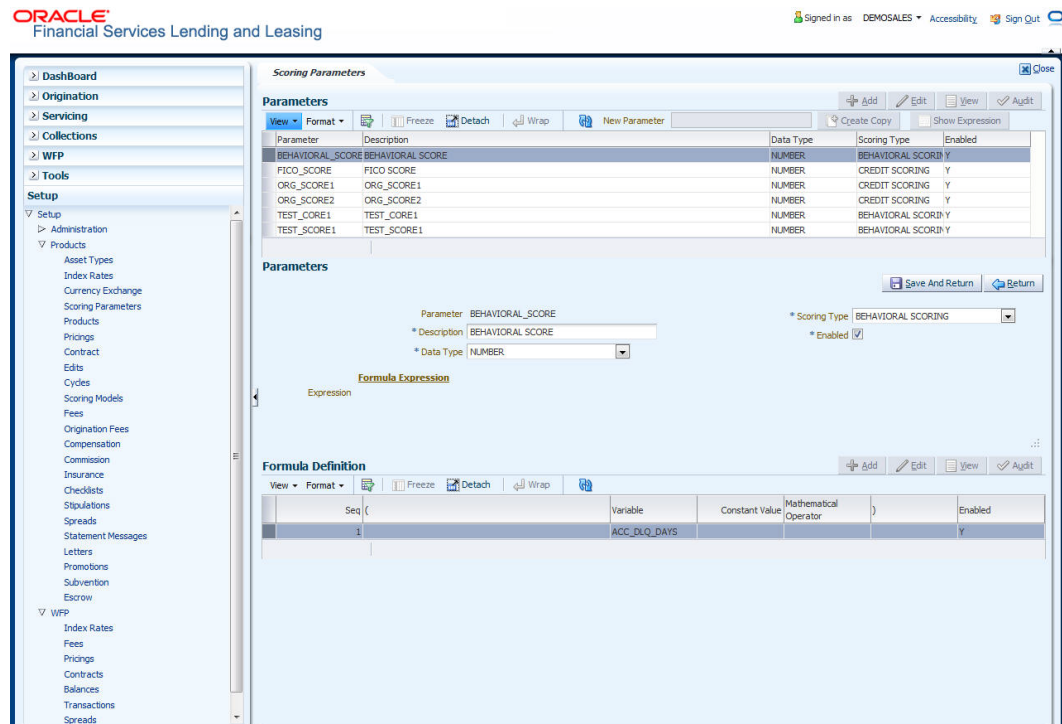 ORACLE
Financial Services Lending and Leasing
Signed in as DEMOSALES Accessibility Sign Out
DashBoard
Origination
Servicing
Collections
WFP
Tools
Setup
Setup
Administration
Products
Asset Types
Index Rates
Currency Exchange
Scoring Parameters
Products
Pricings
Contract
Edits
Cycles
Scoring Models
Fees
Origination Fees
Compensation
Commission
Insurance
Checklists
Stipulations
Spreads
Statement Messages
Letters
Promotions
Subvention
Escrow
WFP
Index Rates
Fees
Pricings
Contracts
Balances
Transactions
Spreads
Scoring Parameters
Close
Parameters
Add Edit View Audit
View Format Freeze Detach Wrap New Parameter Create Copy Show Expression
Parameter Description Data Type Scoring Type Enabled
BEHAVIORAL_SCORE BEHAVIORAL SCORE NUMBER BEHAVIORAL SCORIN Y
FICO_SCORE FICO SCORE NUMBER CREDIT SCORING Y
ORG_SCORE1 ORG_SCORE1 NUMBER CREDIT SCORING Y
ORG_SCORE2 ORG_SCORE2 NUMBER CREDIT SCORING Y
TEST_CORE1 TEST_CORE1 NUMBER BEHAVIORAL SCORIN Y
TEST_SCORE1 TEST_SCORE1 NUMBER BEHAVIORAL SCORIN Y
Parameters
Save And Return Return
Parameter BEHAVIORAL_SCORE
* Description BEHAVIORAL SCORE
* Data Type NUMBER
* Scoring Type BEHAVIORAL SCORING
* Enabled
Formula Expression
Expression
Formula Definition
Add Edit View Audit
View Format Freeze Detach Wrap
Seq ( Variable Constant Value Mathematical Operator ) Enabled
1 ACC_DLQ_DAYS Y